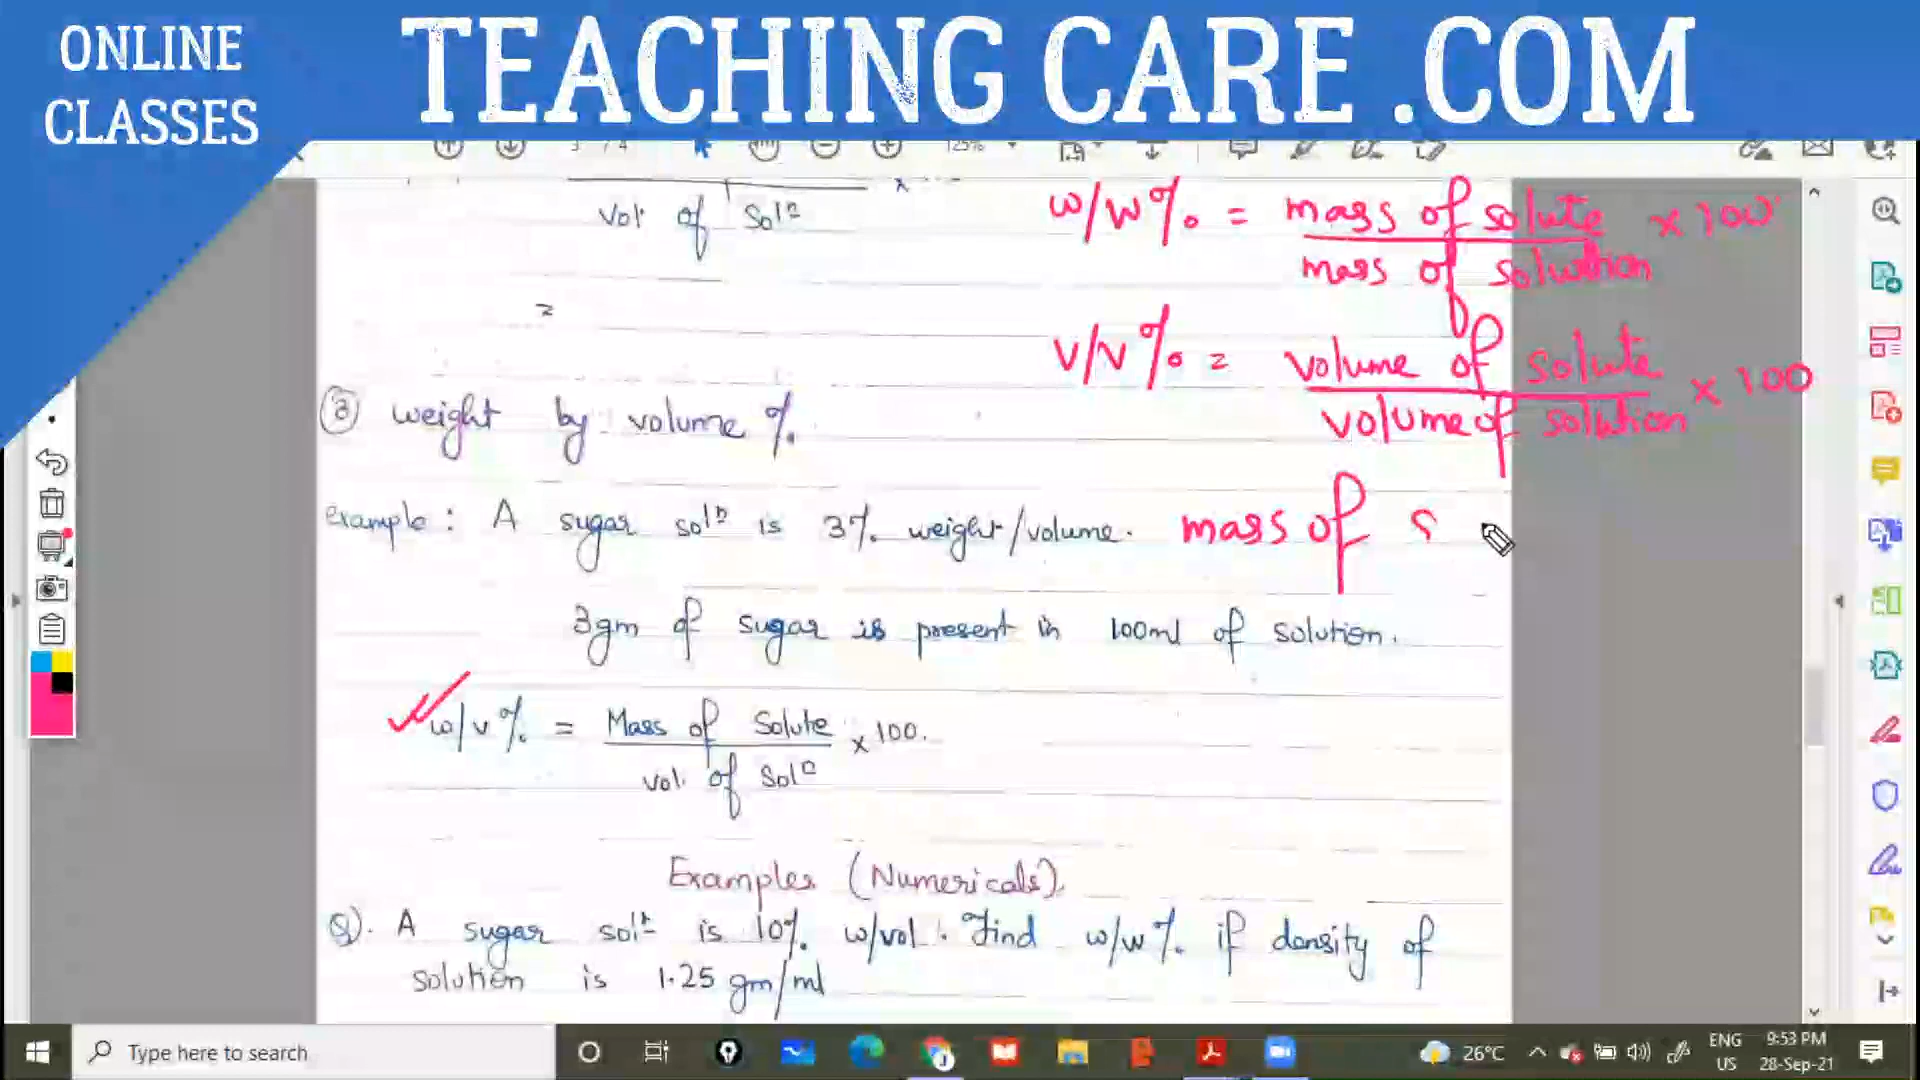 ONLINE
CLASSES
TEACHING CARE .COM
3 / 4
125%
vol. of solⁿ
=
w/w % = mass of solute × 100
mass of solution
v/v % = volume of solute × 100
volume of solution
③ weight by volume %.
example : A sugar solⁿ is 3%. weight/volume. mass of s
3gm of sugar is present in 100ml of solution.
w/v %. = Mass of Solute × 100.
vol. of Solⁿ
Examples (Numericals).
Q). A sugar solⁿ is 10%. w/vol. Find w/w %. if density of
solution is 1.25 gm/ml
Type here to search
26°C
ENG
US
9:53 PM
28-Sep-21